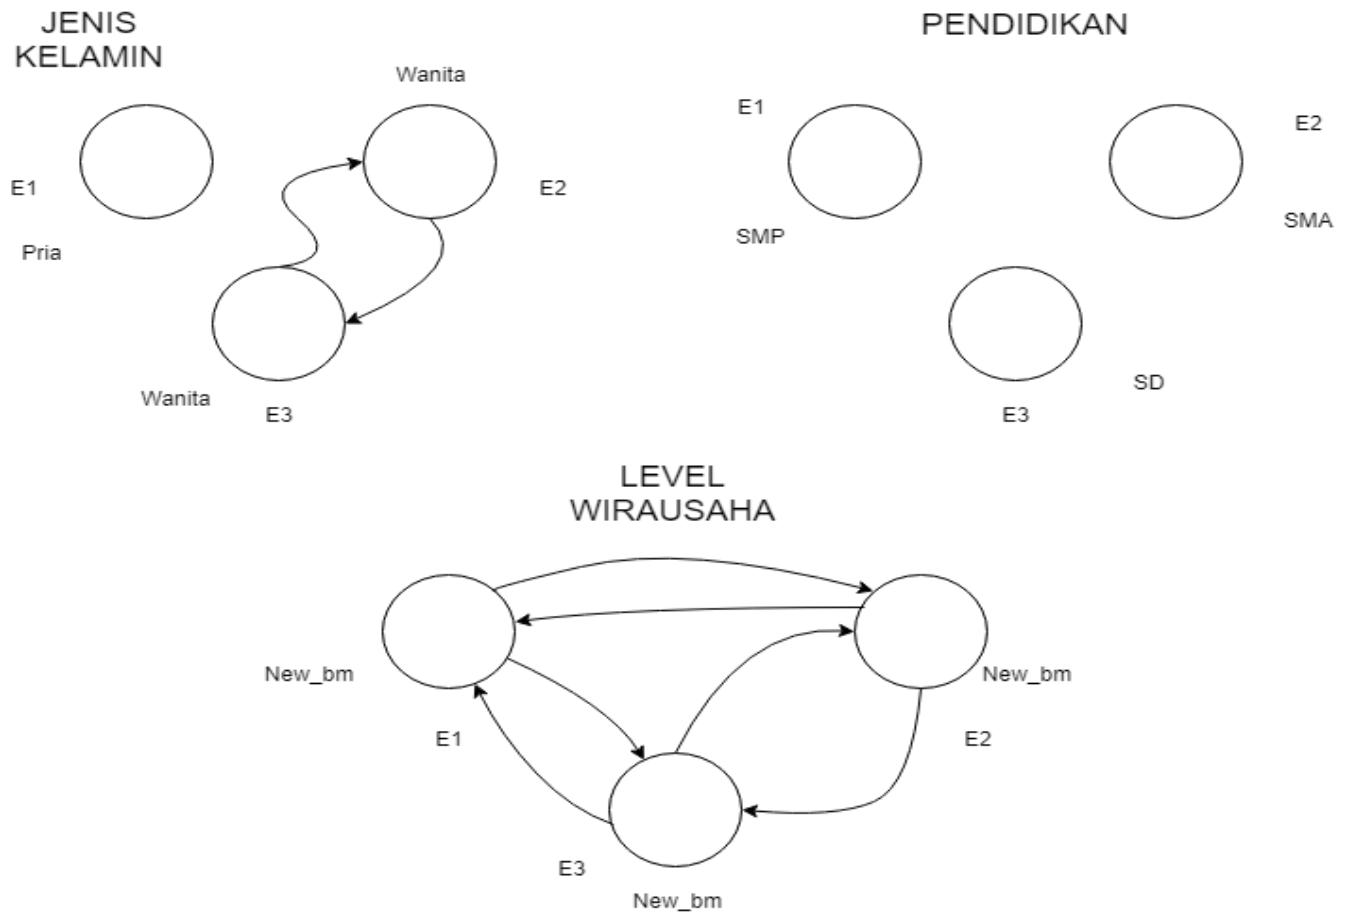 JENIS
KELAMIN
Wanita
E1
E2
Pria
Wanita
E3
PENDIDIKAN
E1
E2
SMP
SMA
SD
E3
LEVEL
WIRAUSAHA
New_bm
New_bm
E1
E2
E3
New_bm